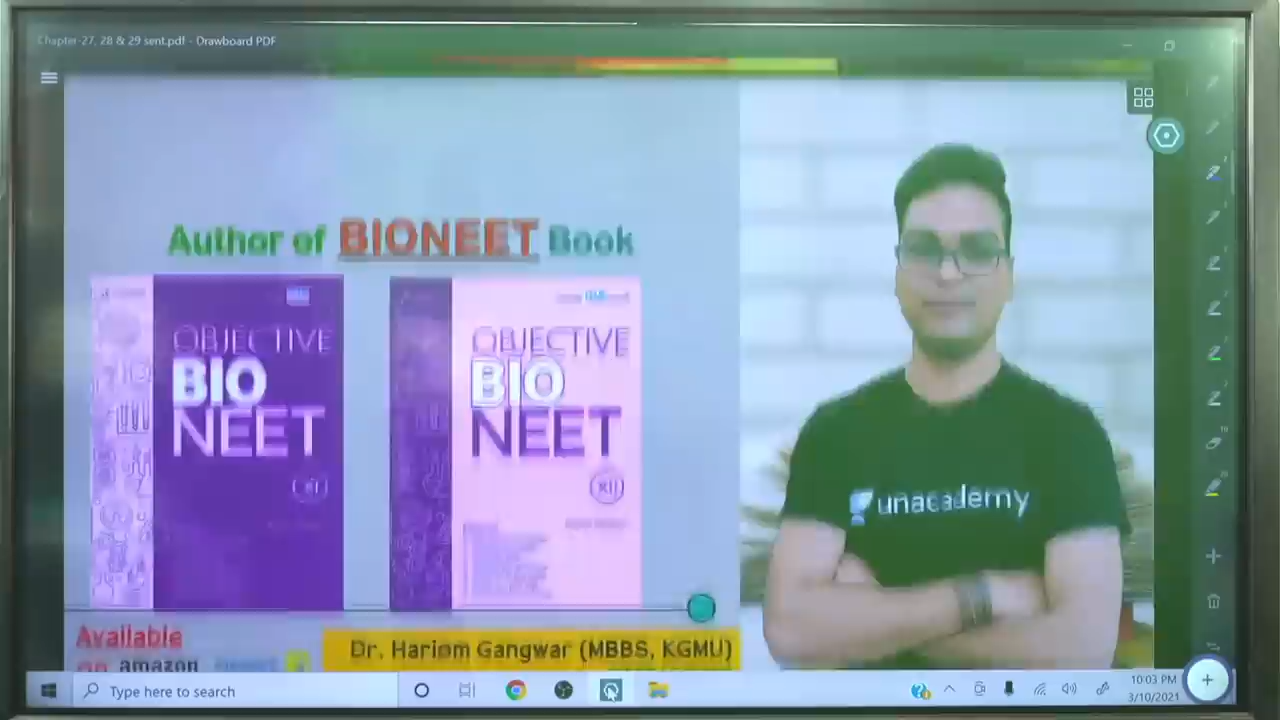 Chapter-27, 28 & 29 sent.pdf - Drawboard PDF
Author of BIONEET Book
OBJECTIVE
BIO
NEET
OBJECTIVE
BIO
NEET
XII
unacademy
Available
on amazon
Dr. Hariom Gangwar (MBBS, KGMU)
Type here to search
10:03 PM
3/10/2021